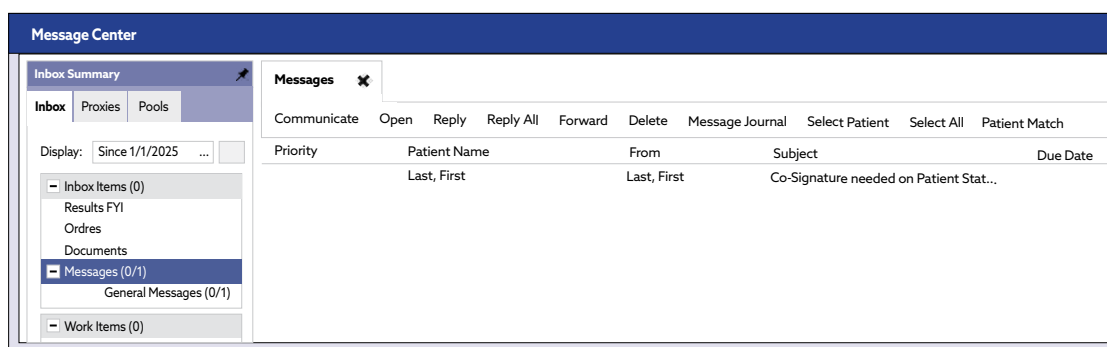 Message Center
Inbox Summary
Inbox Proxies Pools
Display: Since 1/1/2025 ...
Inbox Items (0)
Results FYI
Ordres
Documents
Messages (0/1)
General Messages (0/1)
Work Items (0)
Messages
Communicate Open Reply Reply All Forward Delete Message Journal Select Patient Select All Patient Match
Priority Patient Name From Subject Due Date
Last, First Last, First Co-Signature needed on Patient Stat...